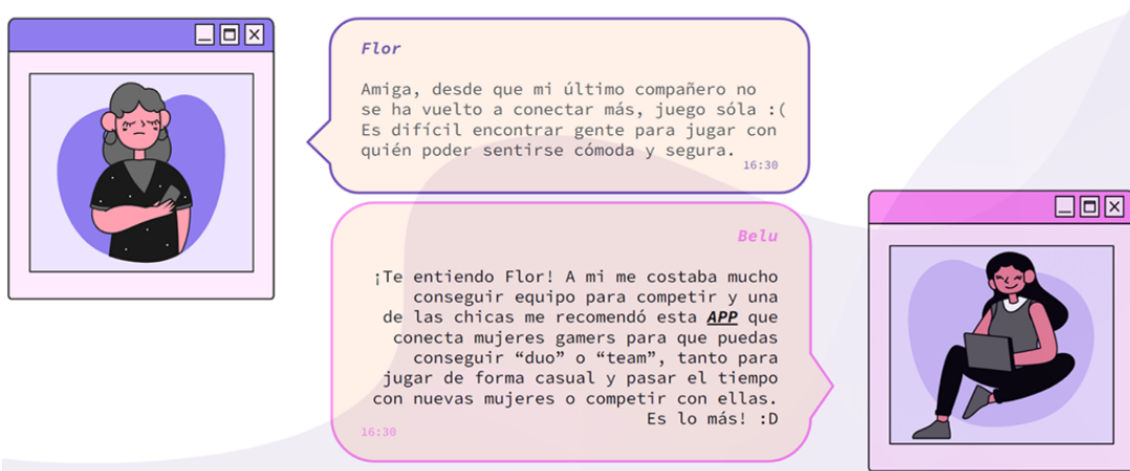 Flor
Amiga, desde que mi último compañero no
se ha vuelto a conectar más, juego sóla :(
Es difícil encontrar gente para jugar con
quién poder sentirse cómoda y segura.
16:30
Belu
¡Te entiendo Flor! A mi me costaba mucho
conseguir equipo para competir y una
de las chicas me recomendó esta APP que
conecta mujeres gamers para que puedas
conseguir “duo” o “team”, tanto para
jugar de forma casual y pasar el tiempo
con nuevas mujeres o competir con ellas.
Es lo más! :D
16:30